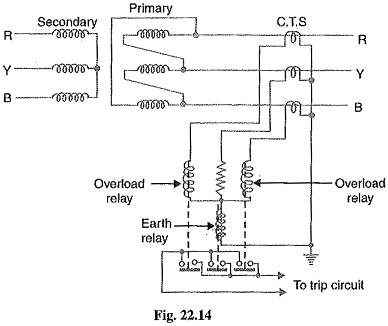 Secondary
Primary
C.T.S
R
R
Y
Y
B
B
Overload
relay
Overload
relay
Earth
relay
To trip circuit
Fig. 22.14